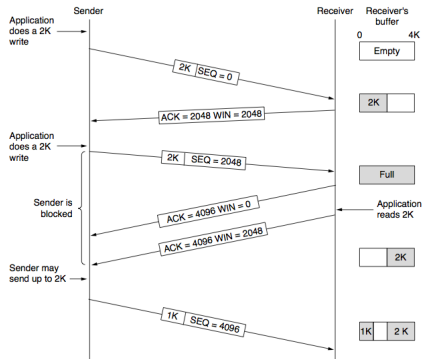 Sender
Receiver
Receiver's
buffer
Application
does a 2K
write
0 4K
Empty
2K SEQ = 0
2K
ACK = 2048 WIN = 2048
Application
does a 2K
write
2K SEQ = 2048
Full
Sender is
blocked
ACK = 4096 WIN = 0
Application
reads 2K
ACK = 4096 WIN = 2048
2K
Sender may
send up to 2K
1K SEQ = 4096
1K 2 K